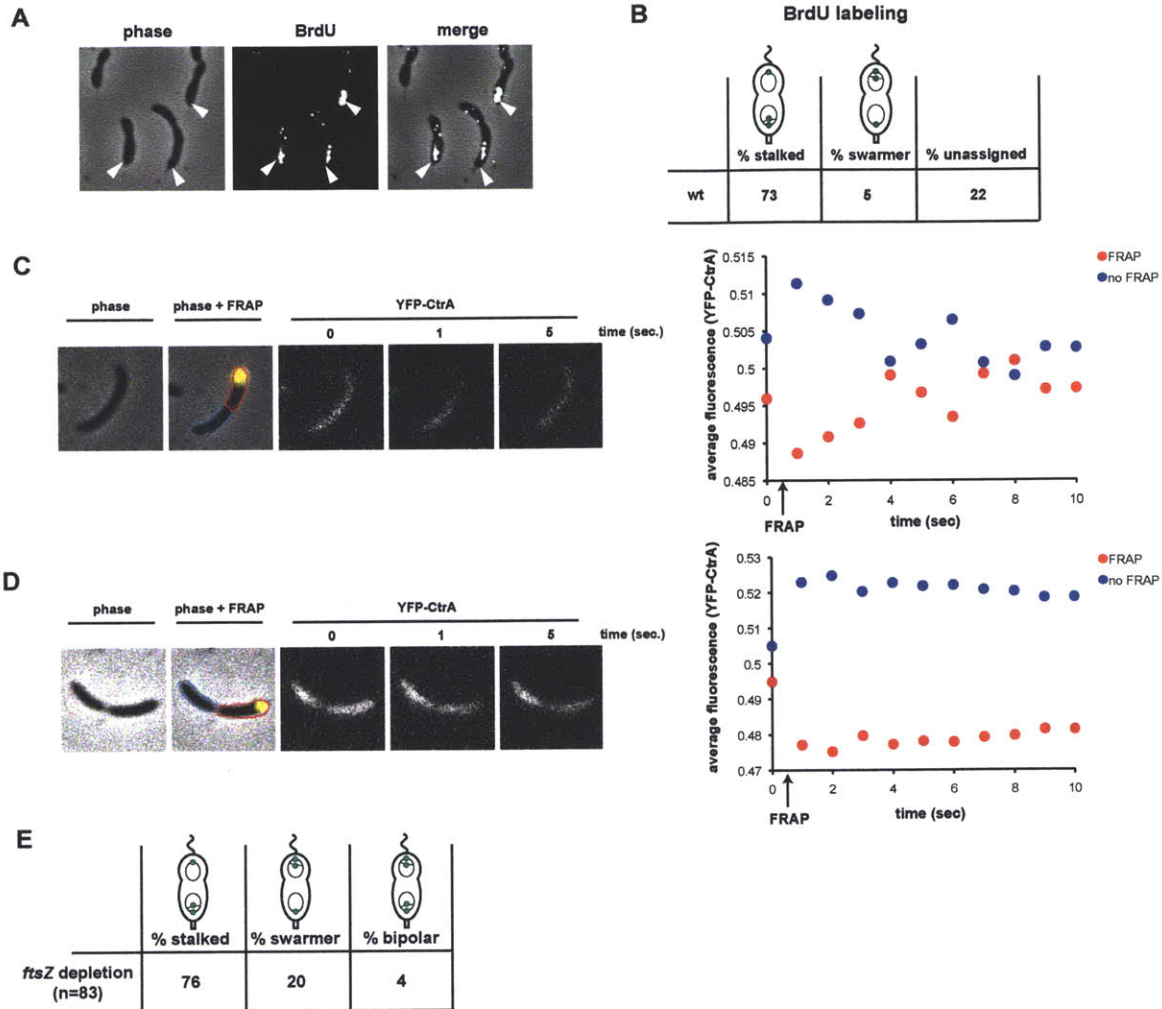 A
phase BrdU merge
B
BrdU labeling
% stalked % swarmer % unassigned
wt 73 5 22
C
phase phase + FRAP YFP-CtrA
0 1 5 time (sec.)
average fluorescence (YFP-CtrA)
0.515
0.51
0.505
0.5
0.495
0.49
0.485
0 2 4 6 8 10
FRAP
time (sec)
FRAP
no FRAP
D
phase phase + FRAP YFP-CtrA
0 1 5 time (sec.)
average fluorescence (YFP-CtrA)
0.53
0.52
0.51
0.5
0.49
0.48
0.47
0 2 4 6 8 10
FRAP
time (sec)
FRAP
no FRAP
E
% stalked % swarmer % bipolar
ftsZ depletion 76 20 4
(n=83)